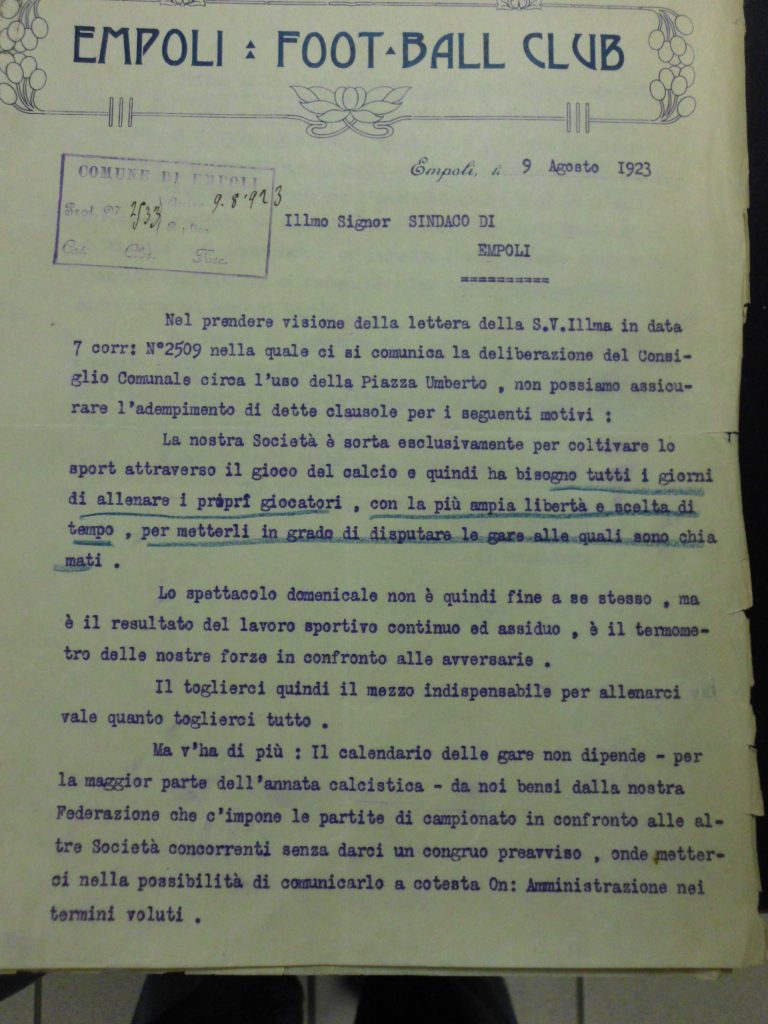 EMPOLI : FOOT-BALL CLUB
Empoli, li 9 Agosto 1923
COMUNE DI EMPOLI
Prot. N. 2533 Arrivo 9.8.923
Cat. Clas. Fasc.
Illmo Signor SINDACO DI
EMPOLI
==========
Nel prendere visione della lettera della S.V.Illma in data
7 corr: N°2509 nella quale ci si comunica la deliberazione del Consi-
glio Comunale circa l'uso della Piazza Umberto , non possiamo assicu-
rare l'adempimento di dette clausole per i seguenti motivi :
La nostra Società è sorta esclusivamente per coltivare lo
sport attraverso il gioco del calcio e quindi ha bisogno tutti i giorni
di allenare i propri giocatori , con la più ampia libertà e scelta di
tempo , per metterli in grado di disputare le gare alle quali sono chia
mati .
Lo spettacolo domenicale non è quindi fine a se stesso , ma
è il resultato del lavoro sportivo continuo ed assiduo , è il termome-
tro delle nostre forze in confronto alle avversarie .
Il toglierci quindi il mezzo indispensabile per allenarci
vale quanto toglierci tutto .
Ma v'ha di più : Il calendario delle gare non dipende - per
la maggior parte dell'annata calcistica - da noi bensi dalla nostra
Federazione che c'impone le partite di campionato in confronto alle al-
tre Società concorrenti senza darci un congruo preavviso , onde metter-
ci nella possibilità di comunicarlo a cotesta On: Amministrazione nei
termini voluti .